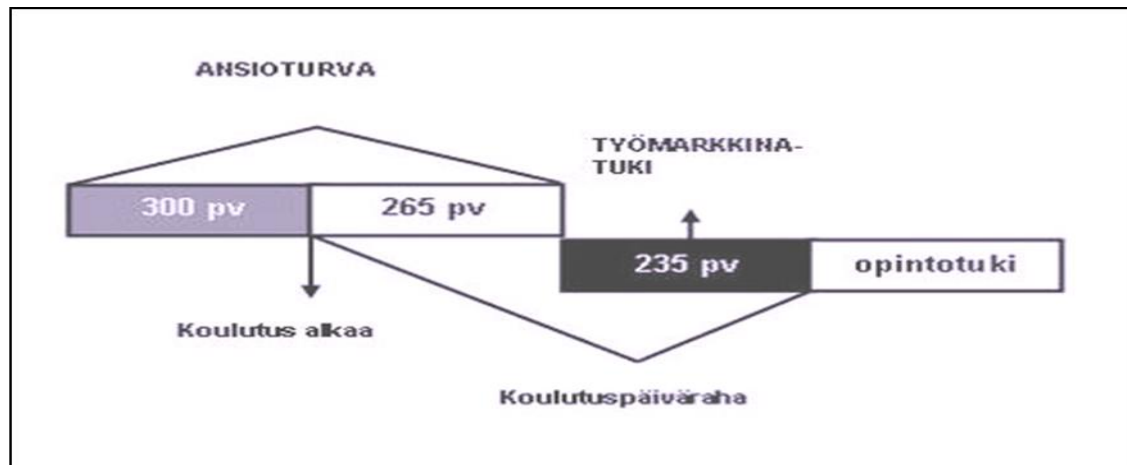 ANSIOTURVA
TYÖMARKKINA-
TUKI
300 pv
265 pv
235 pv
opintotuki
Koulutus alkaa
Koulutuspäiväraha